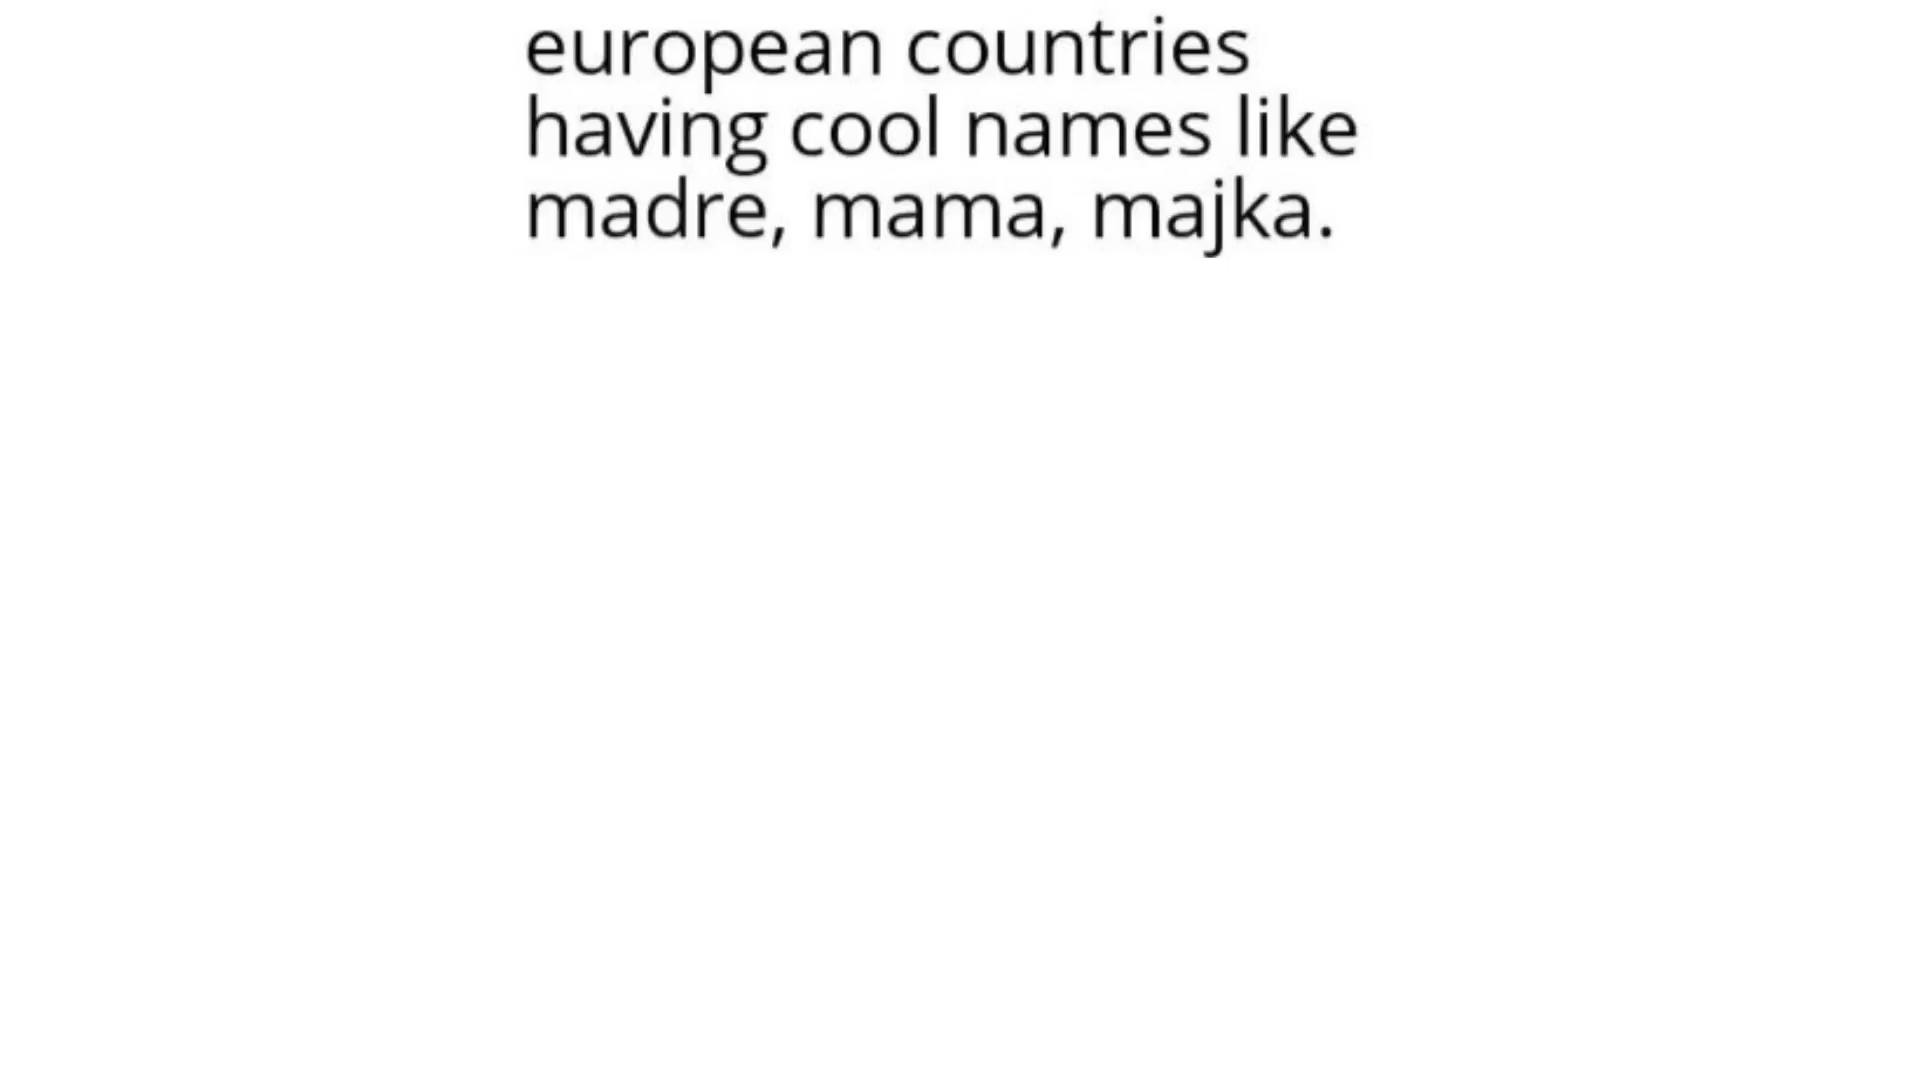 european countries
having cool names like
madre, mama, majka.